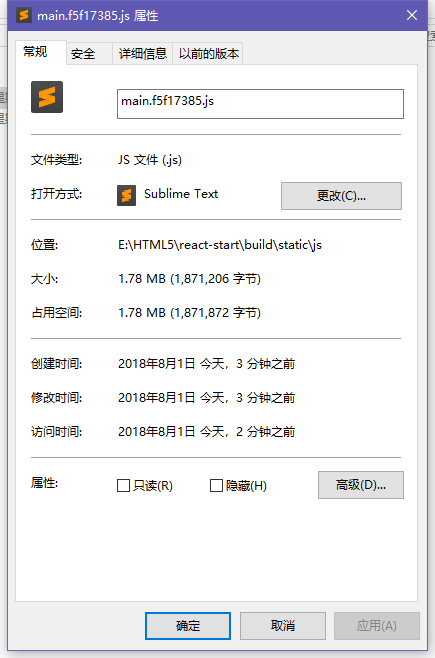 main.f5f17385.js 属性
常规 安全 详细信息 以前的版本
main.f5f17385.js
文件类型: JS 文件 (.js)
打开方式: Sublime Text 更改(C)...
位置: E:\HTML5\react-start\build\static\js
大小: 1.78 MB (1,871,206 字节)
占用空间: 1.78 MB (1,871,872 字节)
创建时间: 2018年8月1日 今天，3 分钟之前
修改时间: 2018年8月1日 今天，3 分钟之前
访问时间: 2018年8月1日 今天，2 分钟之前
属性: 只读(R) 隐藏(H) 高级(D)...
确定 取消 应用(A)